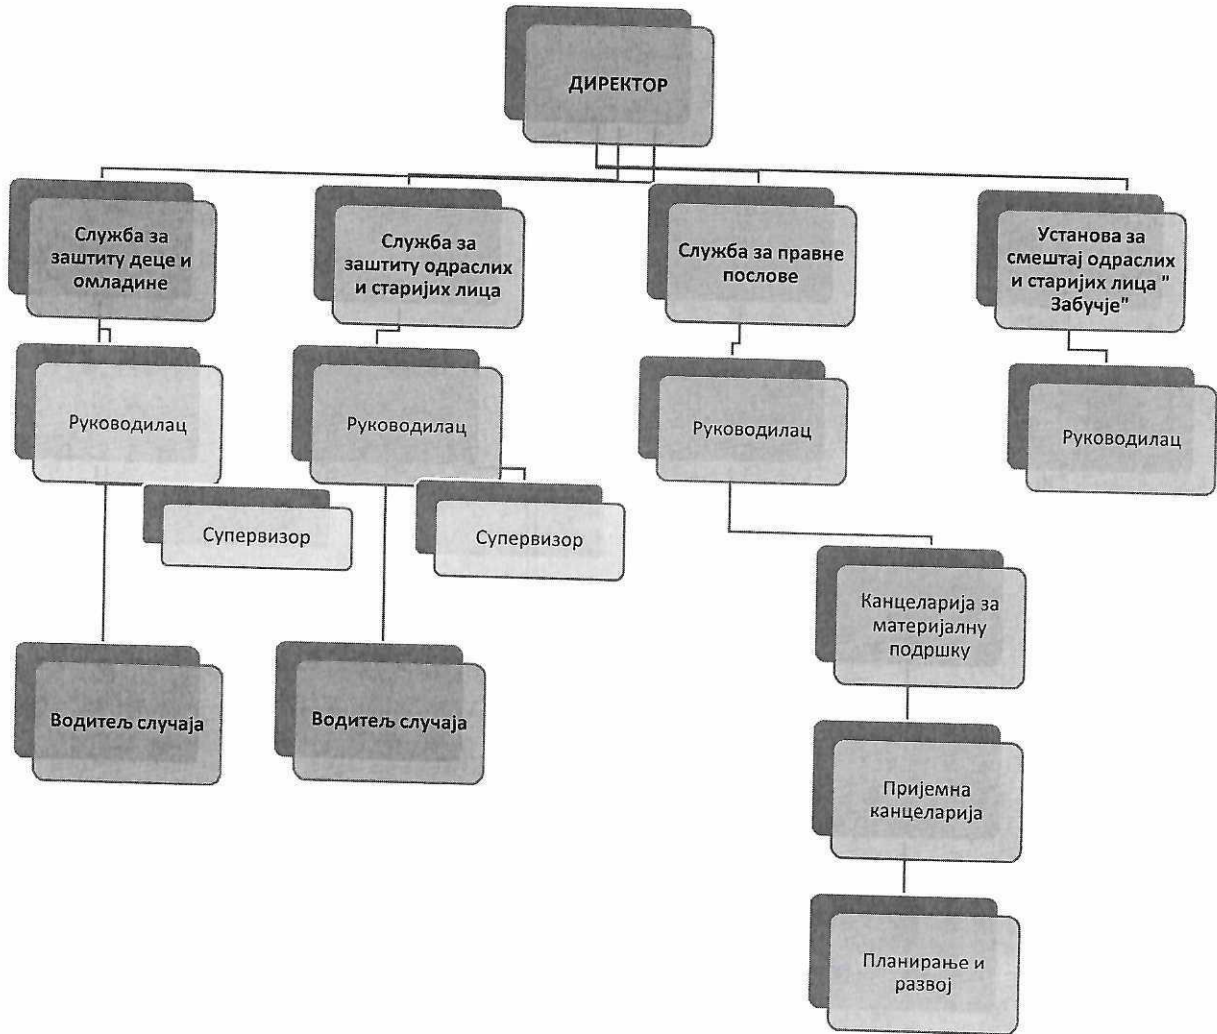 ДИРЕКТОР
Служба за
заштиту деце и
омладине
Служба за
заштиту одраслих
и старијих лица
Служба за правне
послове
Установа за
смештај одраслих
и старијих лица "
Забучје"
Руководилац
Руководилац
Руководилац
Руководилац
Супервизор
Супервизор
Канцеларија за
материјалну
подршку
Водитељ случаја
Водитељ случаја
Пријемна
канцеларија
Планирање и
развој